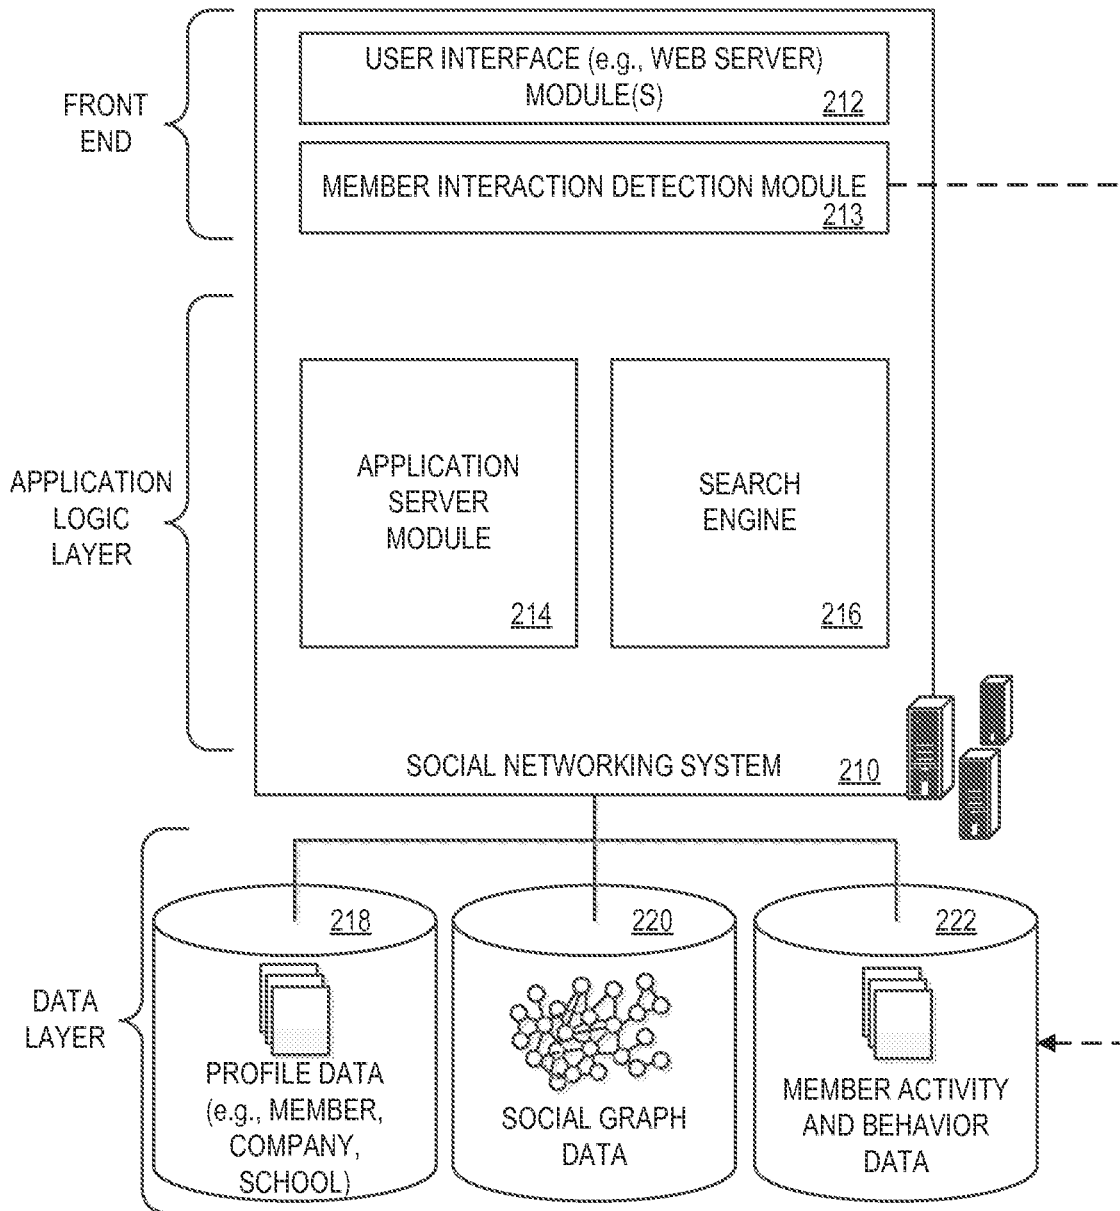 FRONT
END
USER INTERFACE (e.g., WEB SERVER)
MODULE(S)
212
MEMBER INTERACTION DETECTION MODULE
213
APPLICATION
LOGIC
LAYER
APPLICATION
SERVER
MODULE
214
SEARCH
ENGINE
216
SOCIAL NETWORKING SYSTEM
210
DATA
LAYER
218
PROFILE DATA
(e.g., MEMBER,
COMPANY,
SCHOOL)
220
SOCIAL GRAPH
DATA
222
MEMBER ACTIVITY
AND BEHAVIOR
DATA